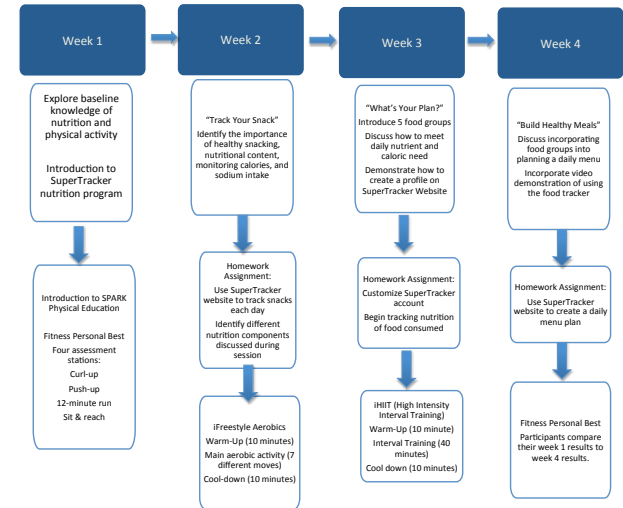 Week 1
Week 2
Week 3
Week 4
Explore baseline
knowledge of
nutrition and
physical activity
Introduction to
SuperTracker
nutrition program
Introduction to SPARK
Physical Education
Fitness Personal Best
Four assessment
stations:
Curl-up
Push-up
12-minute run
Sit & reach
“Track Your Snack”
Identify the importance
of healthy snacking,
nutritional content,
monitoring calories, and
sodium intake
Homework
Assignment:
Use SuperTracker
website to track snacks
each day
Identify different
nutrition components
discussed during
session
iFreestyle Aerobics
Warm-Up (10 minutes)
Main aerobic activity (7
different moves)
Cool-down (10 minutes)
“What’s Your Plan?”
Introduce 5 food groups
Discuss how to meet
daily nutrient and
caloric need
Demonstrate how to
create a profile on
SuperTracker Website
Homework Assignment:
Customize SuperTracker
account
Begin tracking nutrition
of food consumed
iHIIT (High Intensity
Interval Training)
Warm-Up (10 minute)
Interval Training (40
minutes)
Cool down (10 minutes)
“Build Healthy Meals”
Discuss incorporating
food groups into
planning a daily menu
Incorporate video
demonstration of using
the food tracker
Homework Assignment:
Use SuperTracker
website to create a daily
menu plan
Fitness Personal Best
Participants compare
their week 1 results to
week 4 results.